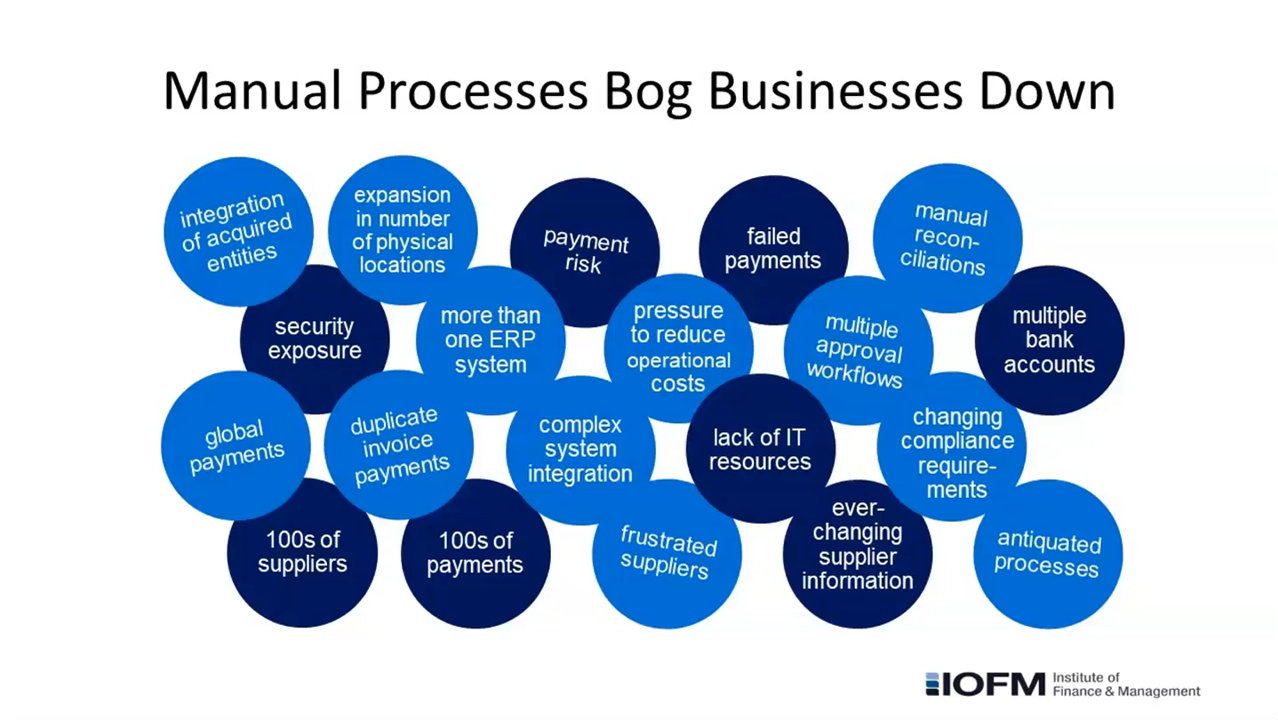 Manual Processes Bog Businesses Down
integration
of acquired
entities
expansion
in number
of physical
locations
payment
risk
failed
payments
manual
recon-
ciliations
security
exposure
more than
one ERP
system
pressure
to reduce
operational
costs
multiple
approval
workflows
multiple
bank
accounts
global
payments
duplicate
invoice
payments
complex
system
integration
lack of IT
resources
changing
compliance
require-
ments
100s of
suppliers
100s of
payments
frustrated
suppliers
ever-
changing
supplier
information
antiquated
processes
IOFM
Institute of
Finance & Management